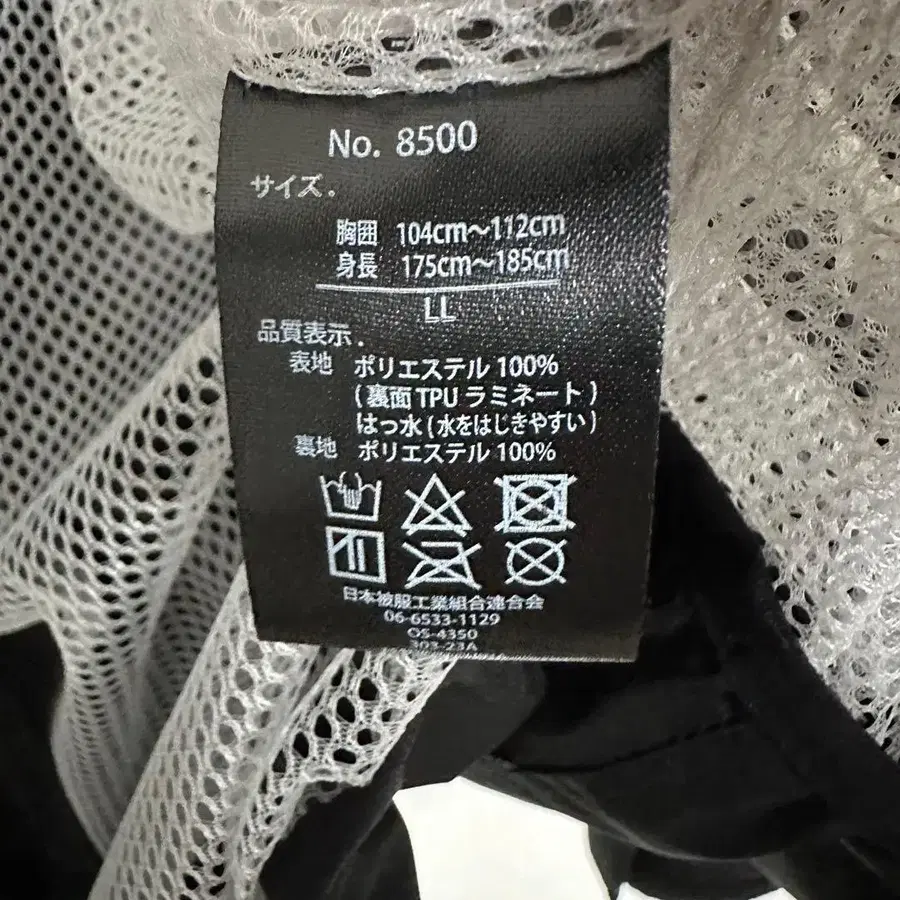 No. 8500
サイズ.
胸囲 104cm～112cm
身長 175cm～185cm
LL
品質表示.
表地 ポリエステル 100%
(裏面 TPU ラミネート)
はっ水 (水をはじきやすい)
裏地 ポリエステル 100%
日本被服工業組合連合会
06-6533-1129
OS-4350
303-23A